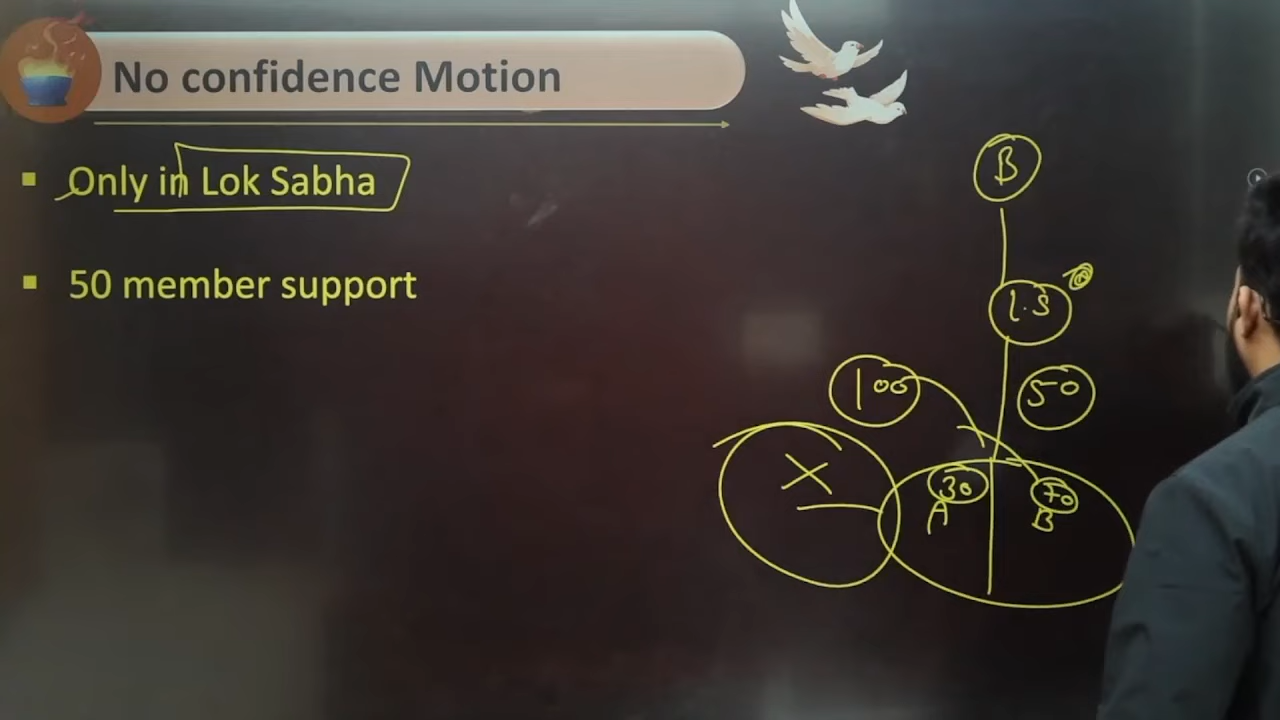 No confidence Motion
Only in Lok Sabha
50 member support
B
L.S
100
50
X
30
70
A
B